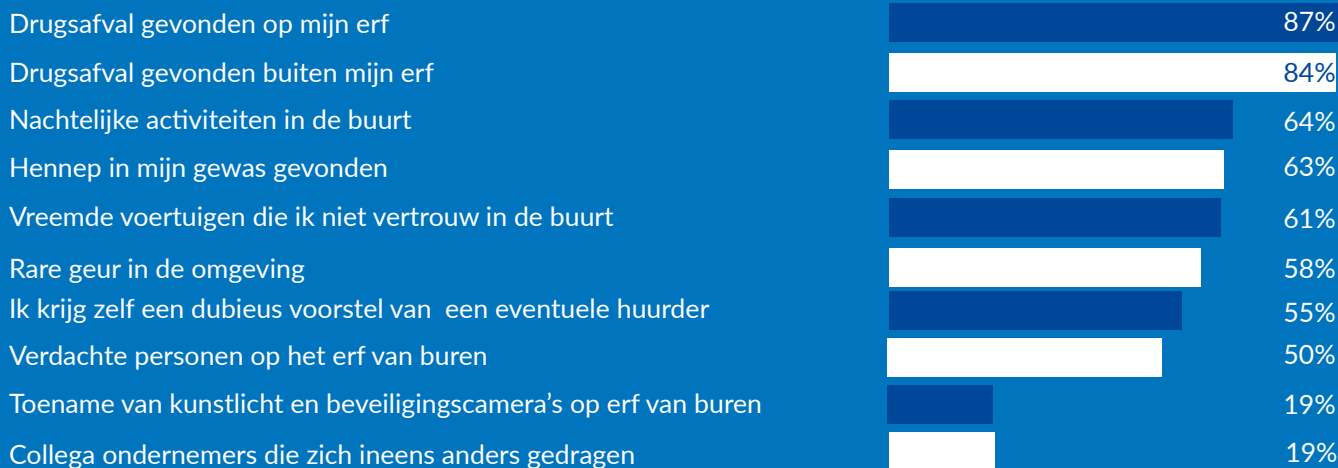 Drugsafval gevonden op mijn erf 87%
Drugsafval gevonden buiten mijn erf 84%
Nachtelijke activiteiten in de buurt 64%
Hennep in mijn gewas gevonden 63%
Vreemde voertuigen die ik niet vertrouw in de buurt 61%
Rare geur in de omgeving 58%
Ik krijg zelf een dubieus voorstel van  een eventuele huurder 55%
Verdachte personen op het erf van buren 50%
Toename van kunstlicht en beveiligingscamera’s op erf van buren 19%
Collega ondernemers die zich ineens anders gedragen 19%